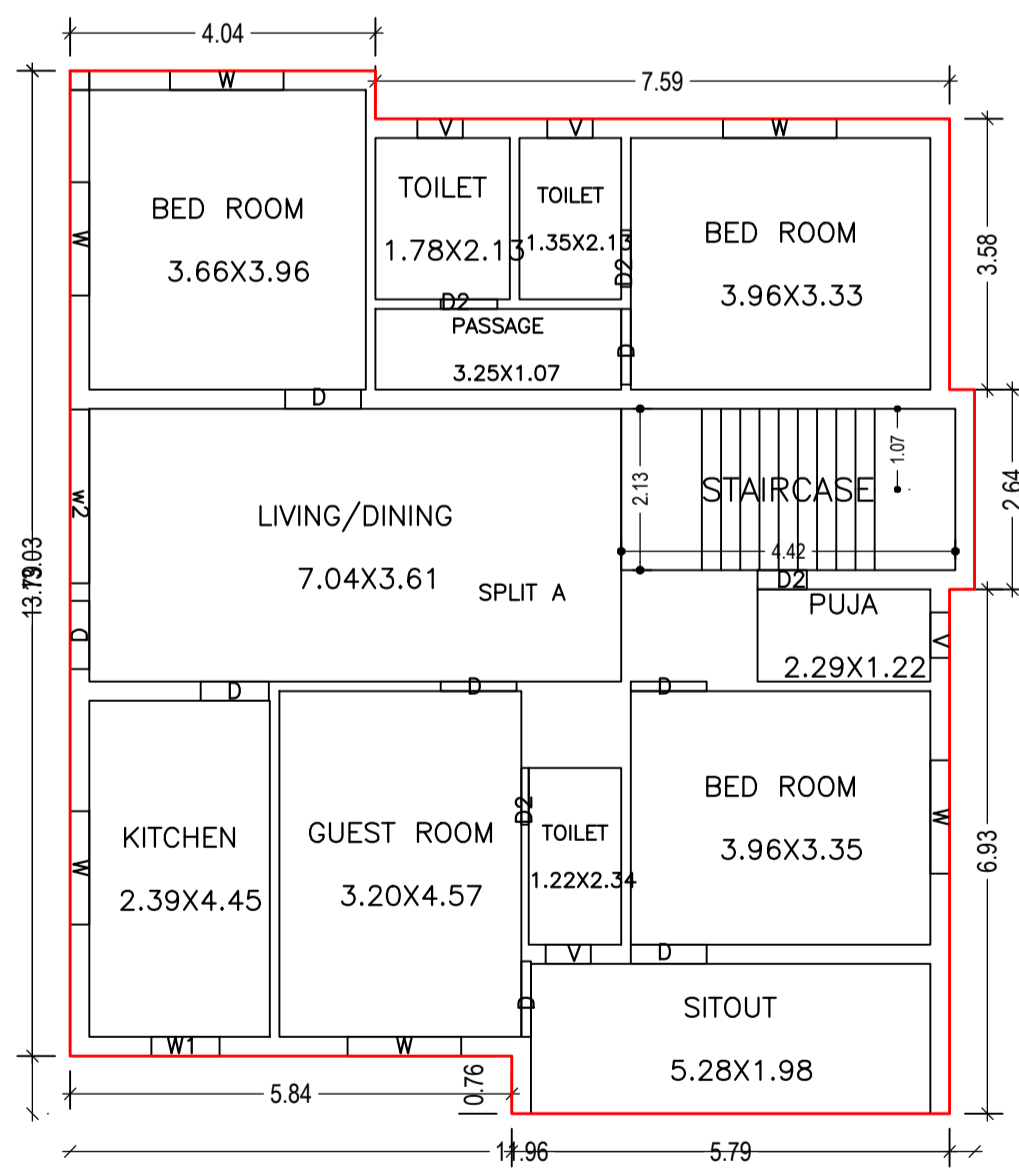 4.04
7.59
W
V
V
W
BED ROOM
3.66X3.96
W
TOILET
1.78X2.13
TOILET
1.35X2.13
D2
BED ROOM
3.96X3.33
3.58
D2
PASSAGE
3.25X1.07
D
D
W2
LIVING/DINING
7.04X3.61
SPLIT A
2.13
STAIRCASE
1.07
4.42
2.64
D2
PUJA
2.29X1.22
V
D
D
D
D
KITCHEN
2.39X4.45
W
GUEST ROOM
3.20X4.57
D2
TOILET
1.22X2.34
BED ROOM
3.96X3.35
W
6.93
V
D
D
SITOUT
5.28X1.98
W1
W
0.76
5.84
11.96
5.79